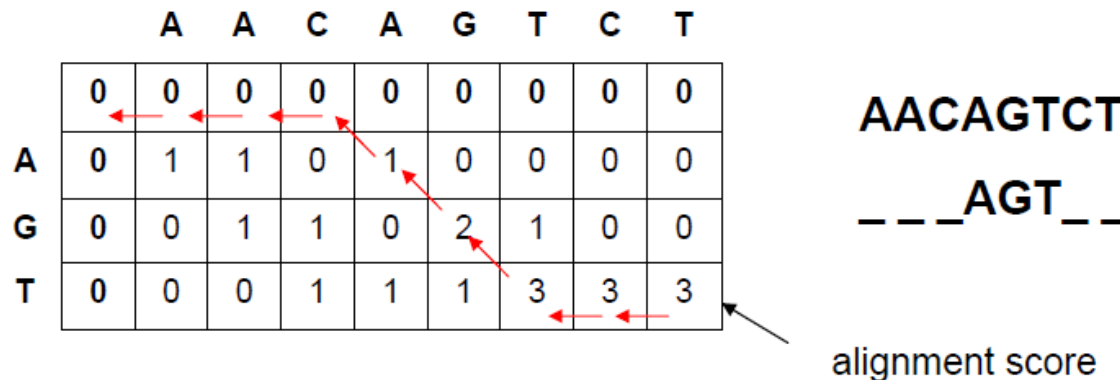 A A C A G T C T
0 0 0 0 0 0 0 0 0
A 0 1 1 0 1 0 0 0 0
G 0 0 1 1 0 2 1 0 0
T 0 0 0 1 1 1 3 3 3
AACAGTCT
_ _ _AGT_ _
alignment score